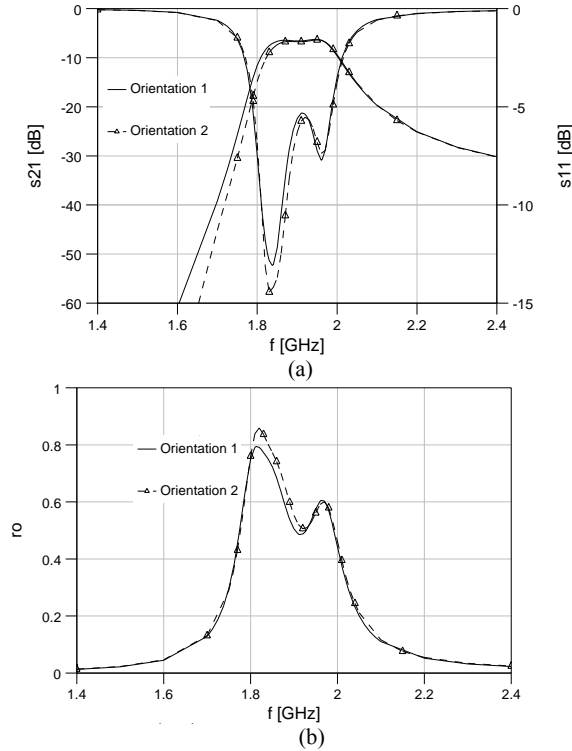 0
-10
-20
-30
-40
-50
-60
s21 [dB]
0
-5
-10
-15
s11 [dB]
Orientation 1
Orientation 2
1.4 1.6 1.8 2 2.2 2.4
f [GHz]
(a)
1
0.8
0.6
0.4
0.2
0
ro
Orientation 1
Orientation 2
1.4 1.6 1.8 2 2.2 2.4
f [GHz]
(b)